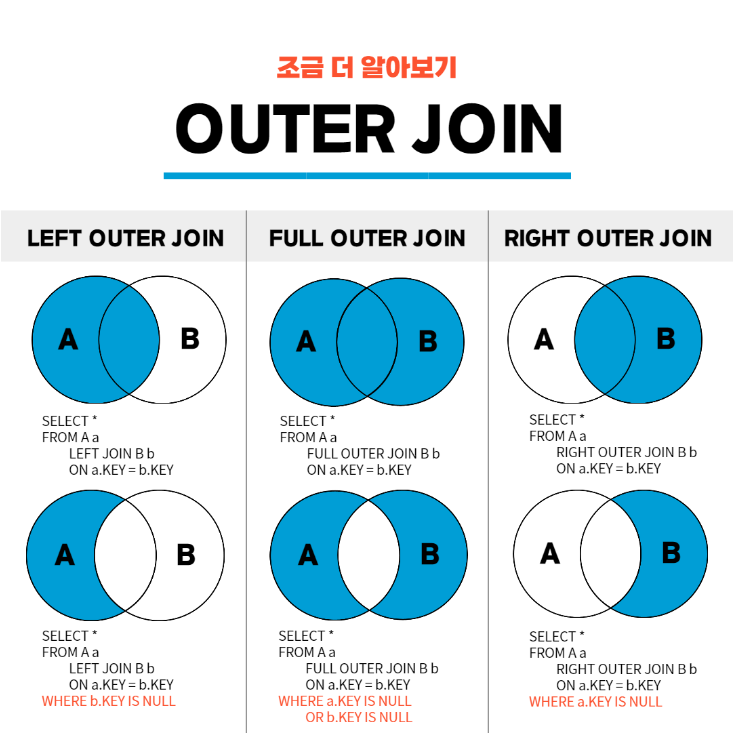 조금 더 알아보기
OUTER JOIN
LEFT OUTER JOIN
A
B
SELECT *
FROM A a
LEFT JOIN B b
ON a.KEY = b.KEY
A
B
SELECT *
FROM A a
LEFT JOIN B b
ON a.KEY = b.KEY
WHERE b.KEY IS NULL
FULL OUTER JOIN
A
B
SELECT *
FROM A a
FULL OUTER JOIN B b
ON a.KEY = b.KEY
A
B
SELECT *
FROM A a
FULL OUTER JOIN B b
ON a.KEY = b.KEY
WHERE a.KEY IS NULL
OR b.KEY IS NULL
RIGHT OUTER JOIN
A
B
SELECT *
FROM A a
RIGHT OUTER JOIN B b
ON a.KEY = b.KEY
A
B
SELECT *
FROM A a
RIGHT OUTER JOIN B b
ON a.KEY = b.KEY
WHERE a.KEY IS NULL